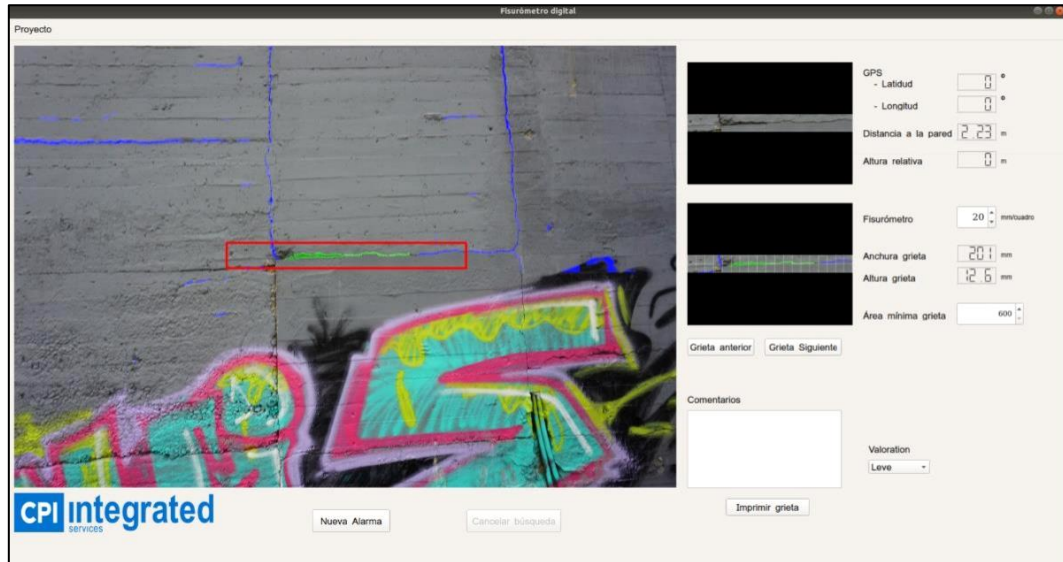 Fisurómetro digital
Proyecto
GPS
- Latidud 0 °
- Longitud 0 °
Distancia a la pared 2.23 m
Altura relativa 0 m
Fisurómetro 20 mm/cuadro
Anchura grieta 201 mm
Altura grieta 12.6 mm
Área mínima grieta 600
Grieta anterior Grieta Siguiente
Comentarios
Valoration
Leve
Imprimir grieta
CPI integrated
services
Nueva Alarma Cancelar búsqueda